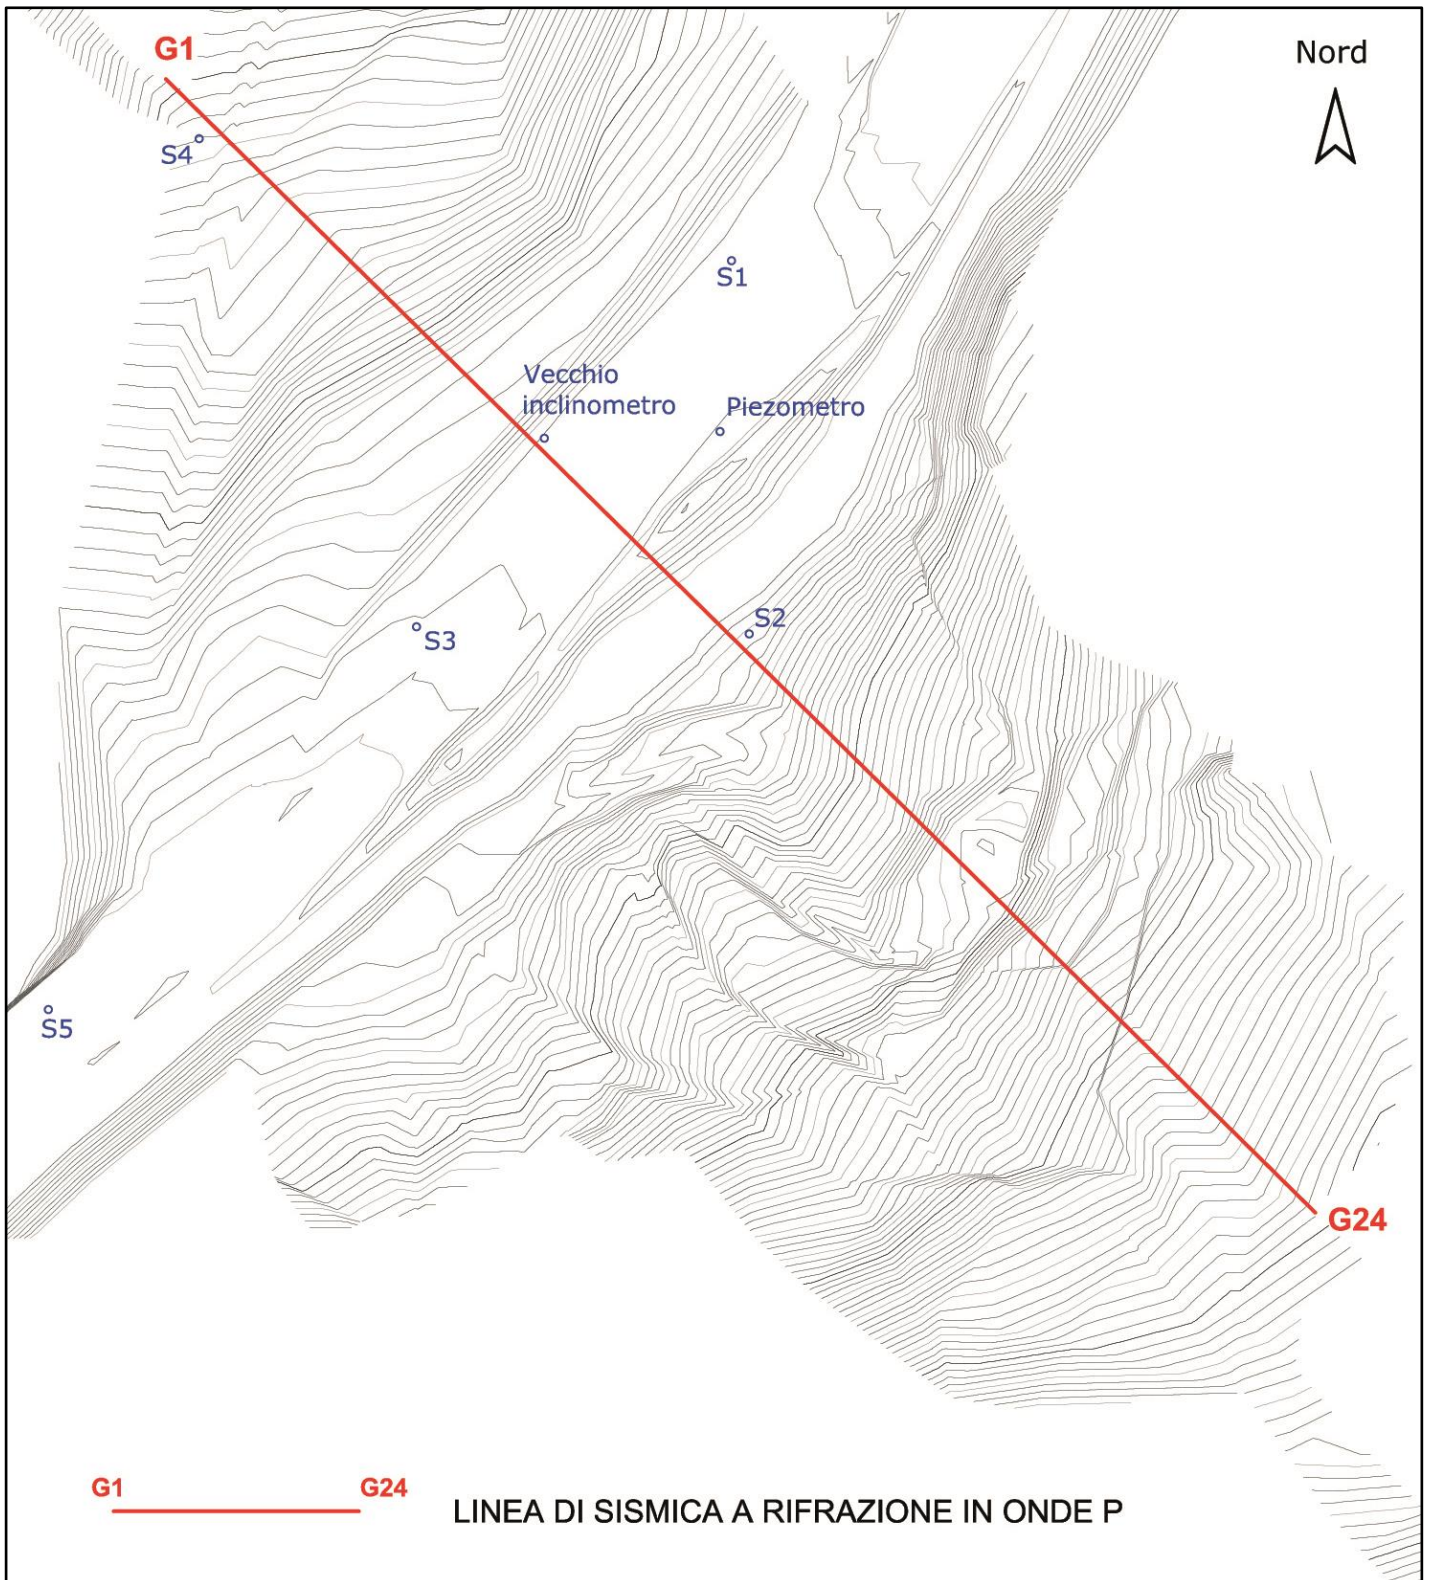 G1
Nord
S4
S1
Vecchio
inclinometro
Piezometro
S2
S3
S5
G24
G1
G24
LINEA DI SISMICA A RIFRAZIONE IN ONDE P